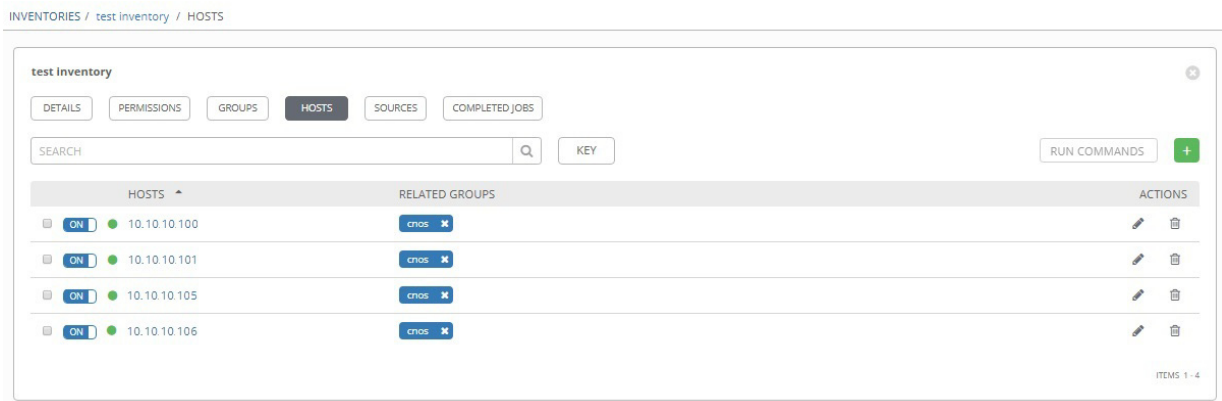 INVENTORIES / test inventory / HOSTS
test inventory
DETAILS PERMISSIONS GROUPS HOSTS SOURCES COMPLETED JOBS
SEARCH KEY RUN COMMANDS +
HOSTS RELATED GROUPS ACTIONS
ON 10.10.10.100 cnos
ON 10.10.10.101 cnos
ON 10.10.10.105 cnos
ON 10.10.10.106 cnos
ITEMS 1 - 4